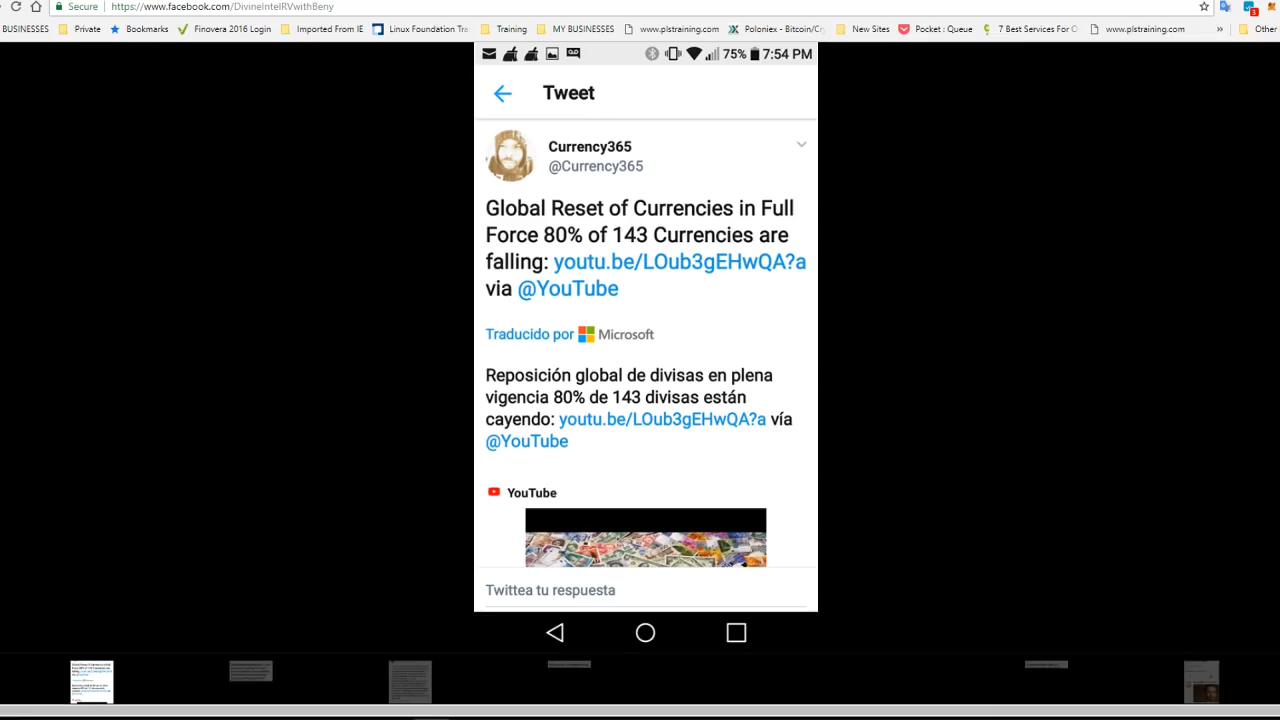 Secure https://www.facebook.com/DivineIntelRVwithBeny
BUSINESSES Private Bookmarks Finovera 2016 Login Imported From IE Linux Foundation Tra Training MY BUSINESSES www.plstraining.com Poloniex - Bitcoin/Cr New Sites Pocket : Queue 7 Best Services For O www.plstraining.com » Other
75% 7:54 PM
Tweet
Currency365
@Currency365
Global Reset of Currencies in Full
Force 80% of 143 Currencies are
falling: youtu.be/LOub3gEHwQA?a
via @YouTube
Traducido por Microsoft
Reposición global de divisas en plena
vigencia 80% de 143 divisas están
cayendo: youtu.be/LOub3gEHwQA?a vía
@YouTube
YouTube
Twittea tu respuesta